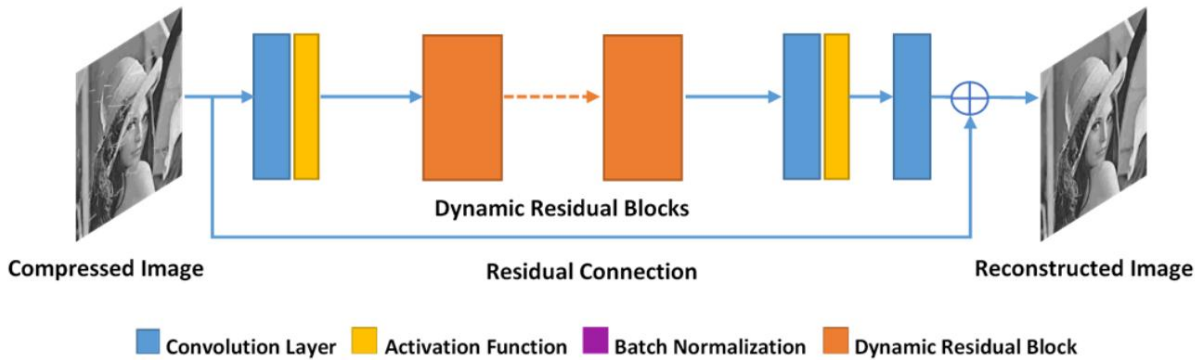 Dynamic Residual Blocks
Compressed Image
Residual Connection
Reconstructed Image
Convolution Layer
Activation Function
Batch Normalization
Dynamic Residual Block